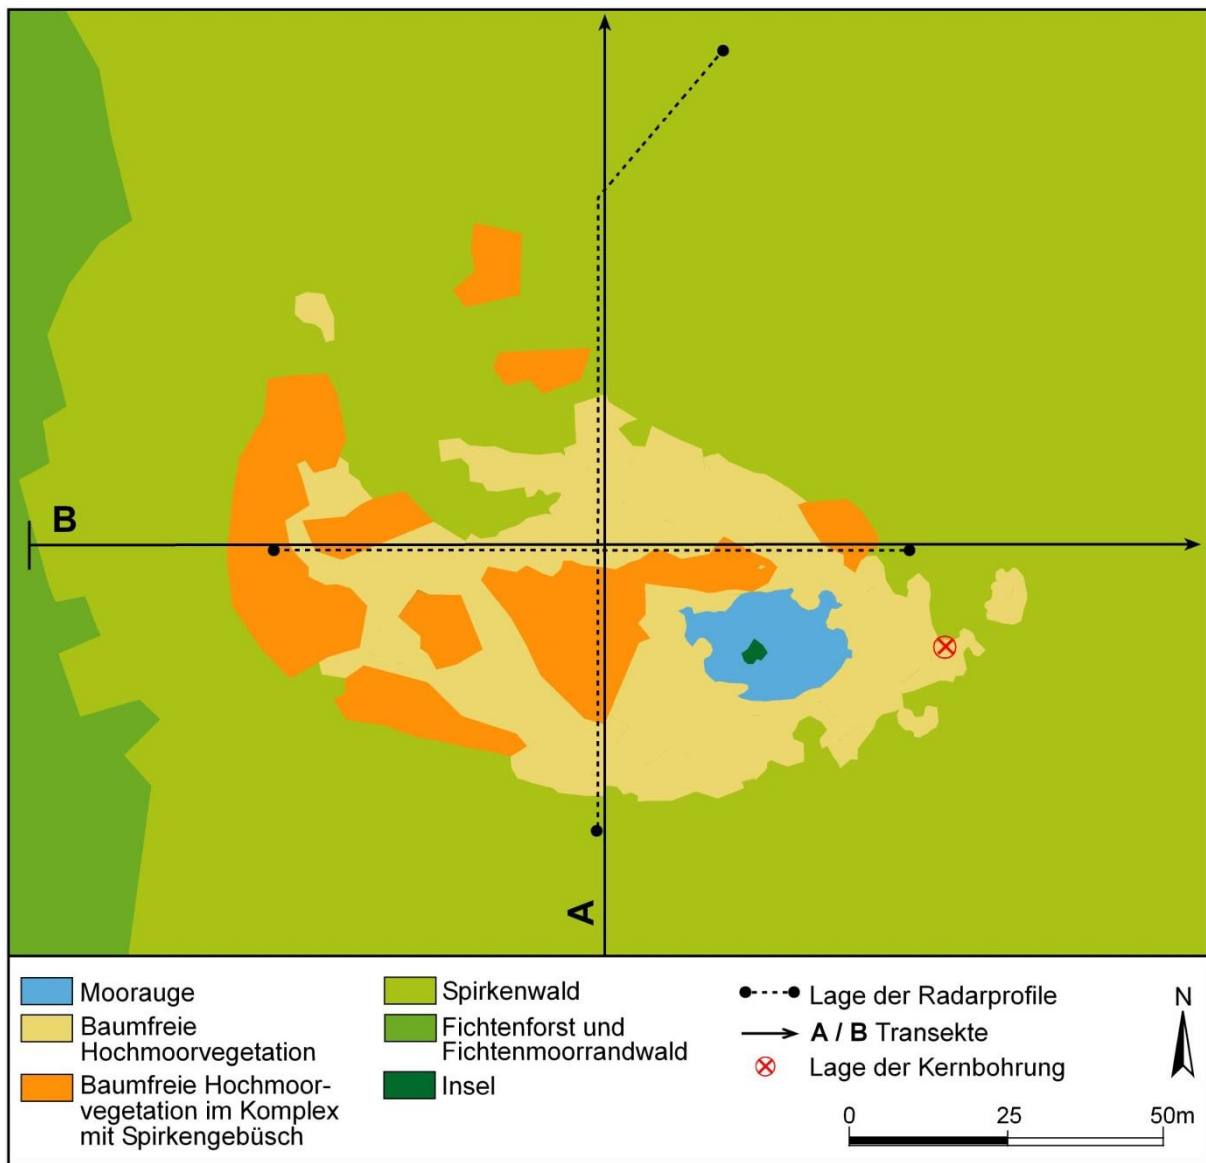 B
A
Moorauge
Baumfreie
Hochmoorvegetation
Baumfreie Hochmoor-
vegetation im Komplex
mit Spirkengebüsch
Spirkenwald
Fichtenforst und
Fichtenmoorrandwald
Insel
Lage der Radarprofile
A / B Transekte
Lage der Kernbohrung
N
0 25 50m